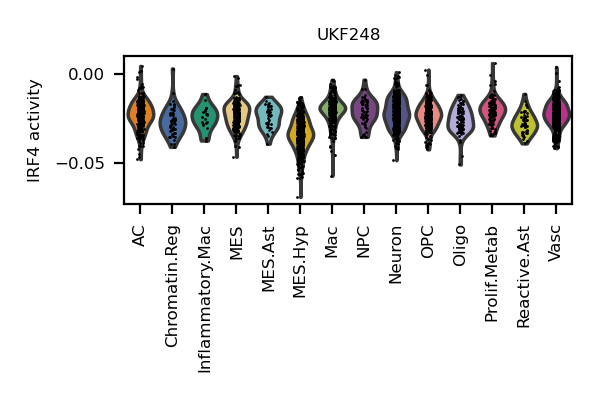 UKF248
IRF4 activity
0.00
−0.05
AC
Chromatin.Reg
Inflammatory.Mac
MES
MES.Ast
MES.Hyp
Mac
NPC
Neuron
OPC
Oligo
Prolif.Metab
Reactive.Ast
Vasc